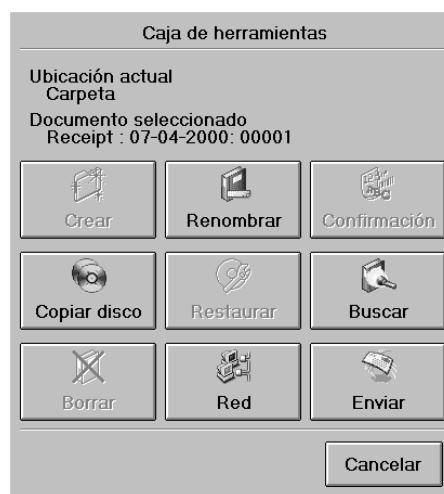 Caja de herramientas
Ubicación actual
Carpeta
Documento seleccionado
Receipt : 07-04-2000: 00001
Crear
Renombrar
Confirmación
Copiar disco
Restaurar
Buscar
Borrar
Red
Enviar
Cancelar